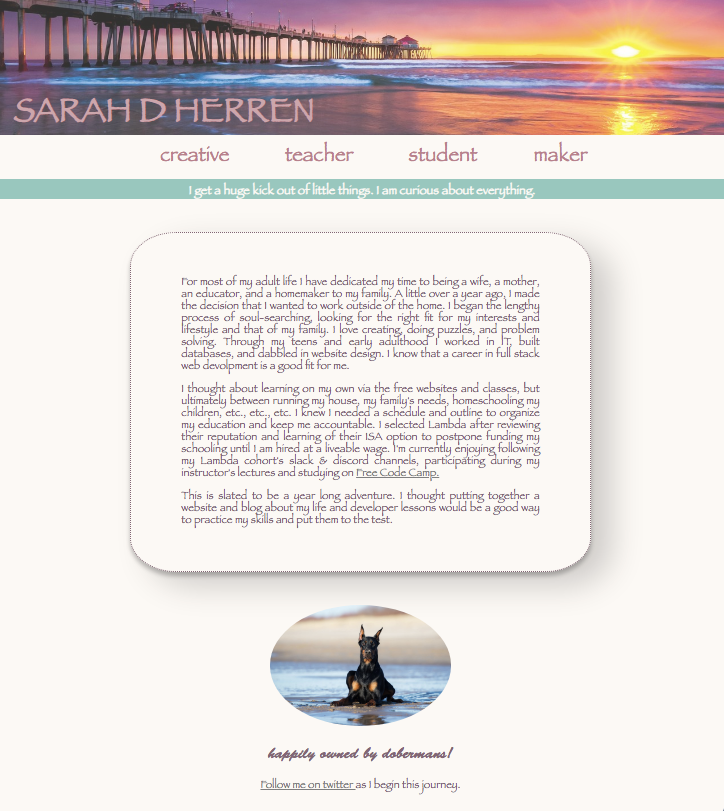 SARAH D HERREN
creative teacher student maker
I get a huge kick out of little things. I am curious about everything.
For most of my adult life I have dedicated my time to being a wife, a mother,
an educator, and a homemaker to my family. A little over a year ago, I made
the decision that I wanted to work outside of the home. I began the lengthy
process of soul-searching, looking for the right fit for my interests and
lifestyle and that of my family. I love creating, doing puzzles, and problem
solving. Through my teens and early adulthood I worked in IT, built
databases, and dabbled in website design. I know that a career in full stack
web devolpment is a good fit for me.
I thought about learning on my own via the free websites and classes, but
ultimately between running my house, my family's needs, homeschooling my
children, etc., etc., etc. I knew I needed a schedule and outline to organize
my education and keep me accountable. I selected Lambda after reviewing
their reputation and learning of their ISA option to postpone funding my
schooling until I am hired at a liveable wage. I'm currently enjoying following
my Lambda cohort's slack & discord channels, participating during my
instructor's lectures and studying on Free Code Camp.
This is slated to be a year long adventure. I thought putting together a
website and blog about my life and developer lessons would be a good way
to practice my skills and put them to the test.
happily owned by dobermans!
Follow me on twitter as I begin this journey.